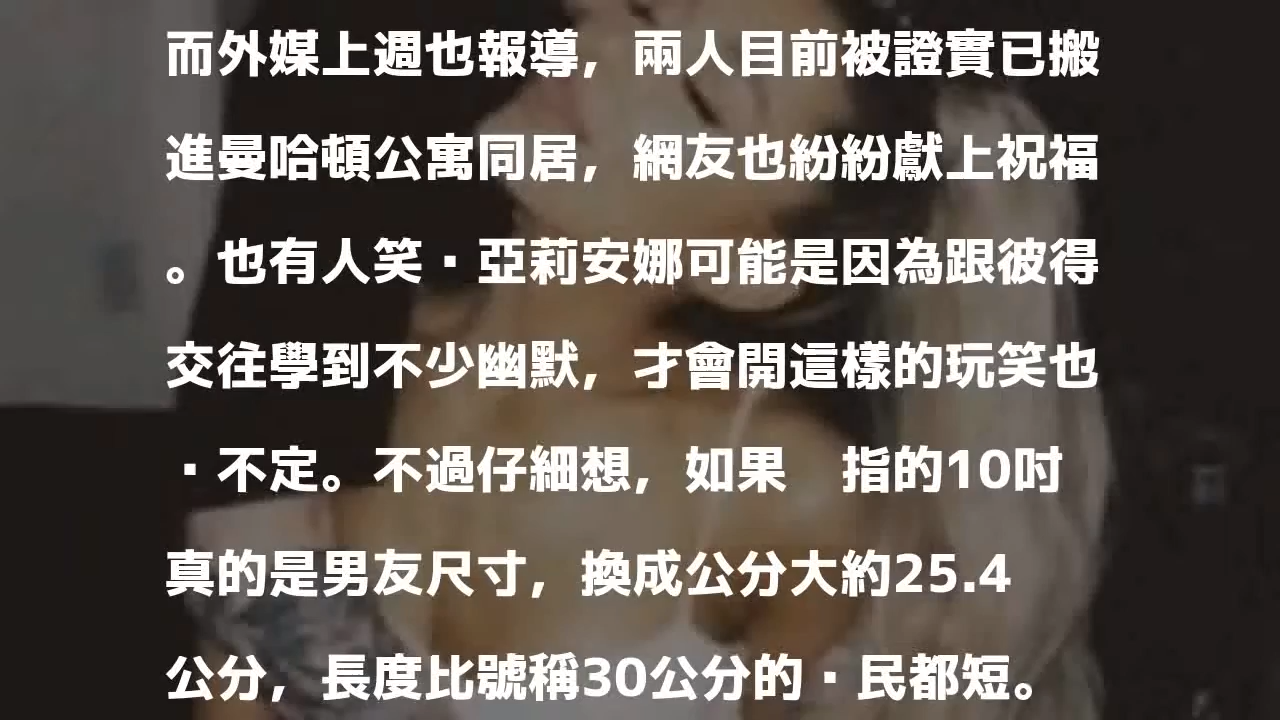 而外媒上週也報導，兩人目前被證實已搬
進曼哈頓公寓同居，網友也紛紛獻上祝福
。也有人笑▪亞莉安娜可能是因為跟彼得
交往學到不少幽默，才會開這樣的玩笑也
▪不定。不過仔細想，如果　指的10吋
真的是男友尺寸，換成公分大約25.4
公分，長度比號稱30公分的▪民都短。